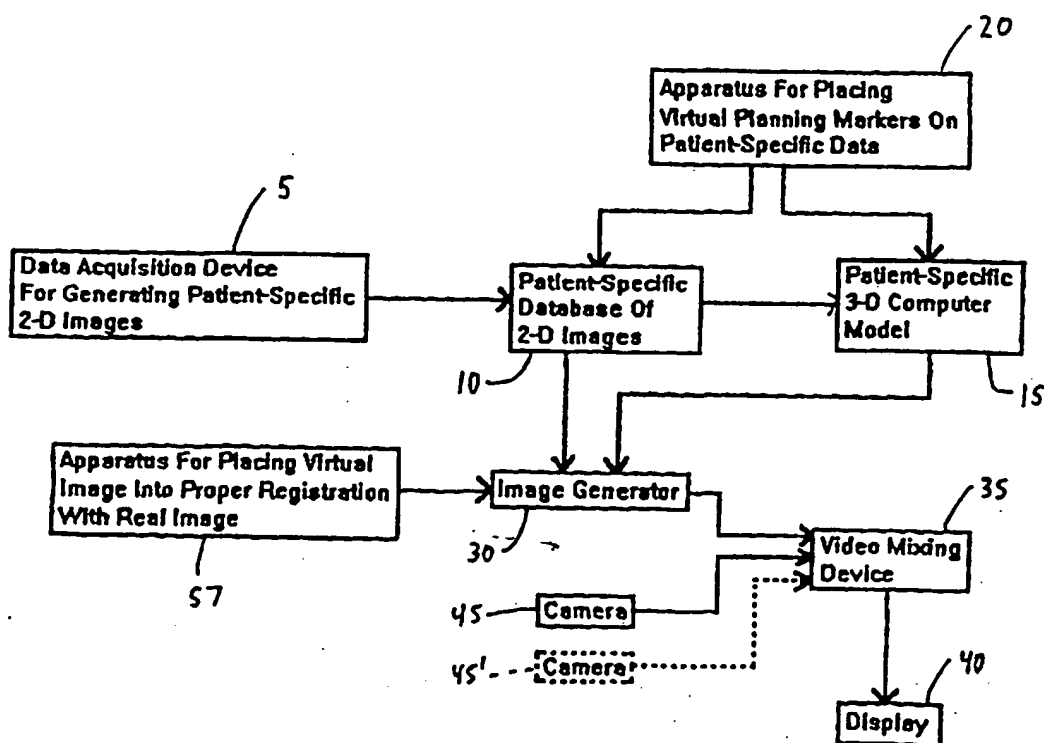 20
Apparatus For Placing
Virtual Planning Markers On
Patient-Specific Data
5
Data Acquisition Device
For Generating Patient-Specific
2-D Images
Patient-Specific
Database Of
2-D Images
Patient-Specific
3-D Computer
Model
10
15
Apparatus For Placing Virtual
Image Into Proper Registration
With Real Image
Image Generator
35
30
Video Mixing
Device
57
45
Camera
45'
Camera
40
Display